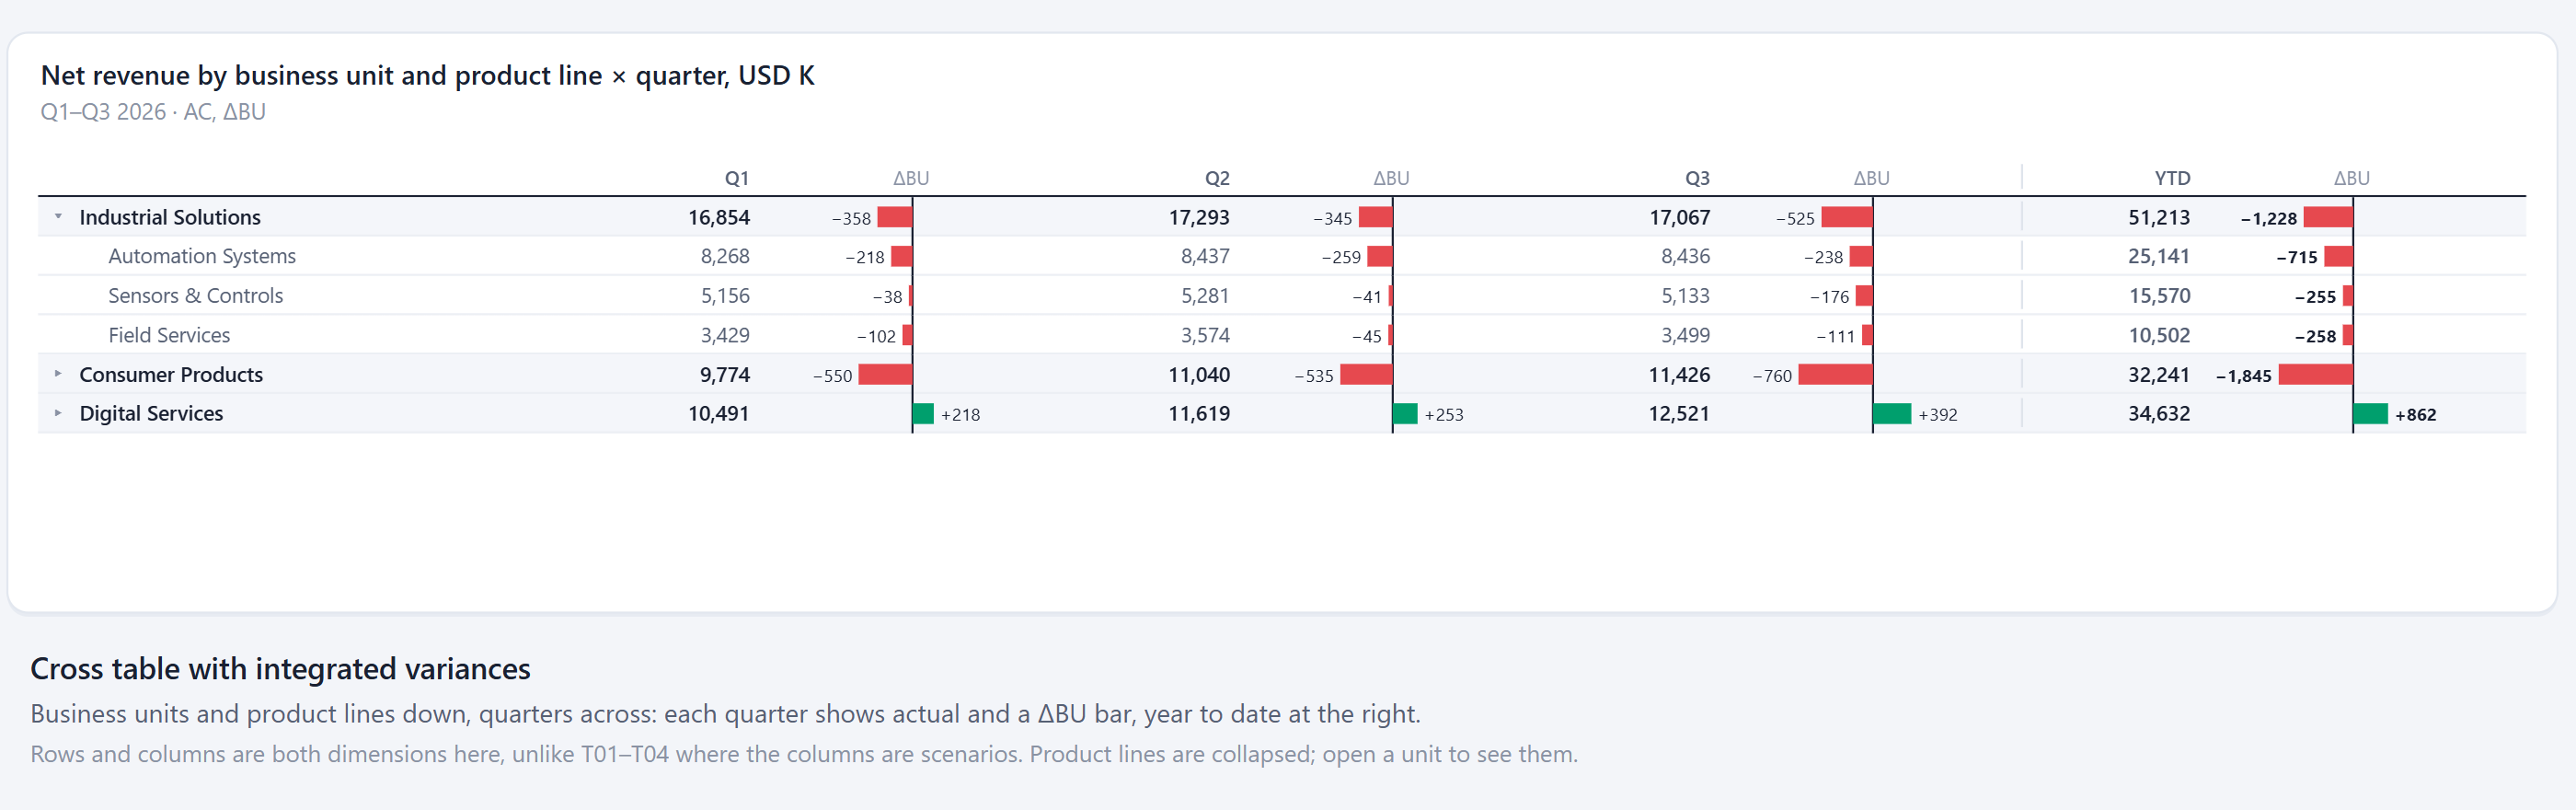 Net revenue by business unit and product line × quarter, USD K
Q1–Q3 2026 · AC, ΔBU
Q1 ΔBU Q2 ΔBU Q3 ΔBU YTD ΔBU
Industrial Solutions 16,854 −358 17,293 −345 17,067 −525 51,213 −1,228
Automation Systems 8,268 −218 8,437 −259 8,436 −238 25,141 −715
Sensors & Controls 5,156 −38 5,281 −41 5,133 −176 15,570 −255
Field Services 3,429 −102 3,574 −45 3,499 −111 10,502 −258
Consumer Products 9,774 −550 11,040 −535 11,426 −760 32,241 −1,845
Digital Services 10,491 +218 11,619 +253 12,521 +392 34,632 +862
Cross table with integrated variances
Business units and product lines down, quarters across: each quarter shows actual and a ΔBU bar, year to date at the right.
Rows and columns are both dimensions here, unlike T01–T04 where the columns are scenarios. Product lines are collapsed; open a unit to see them.